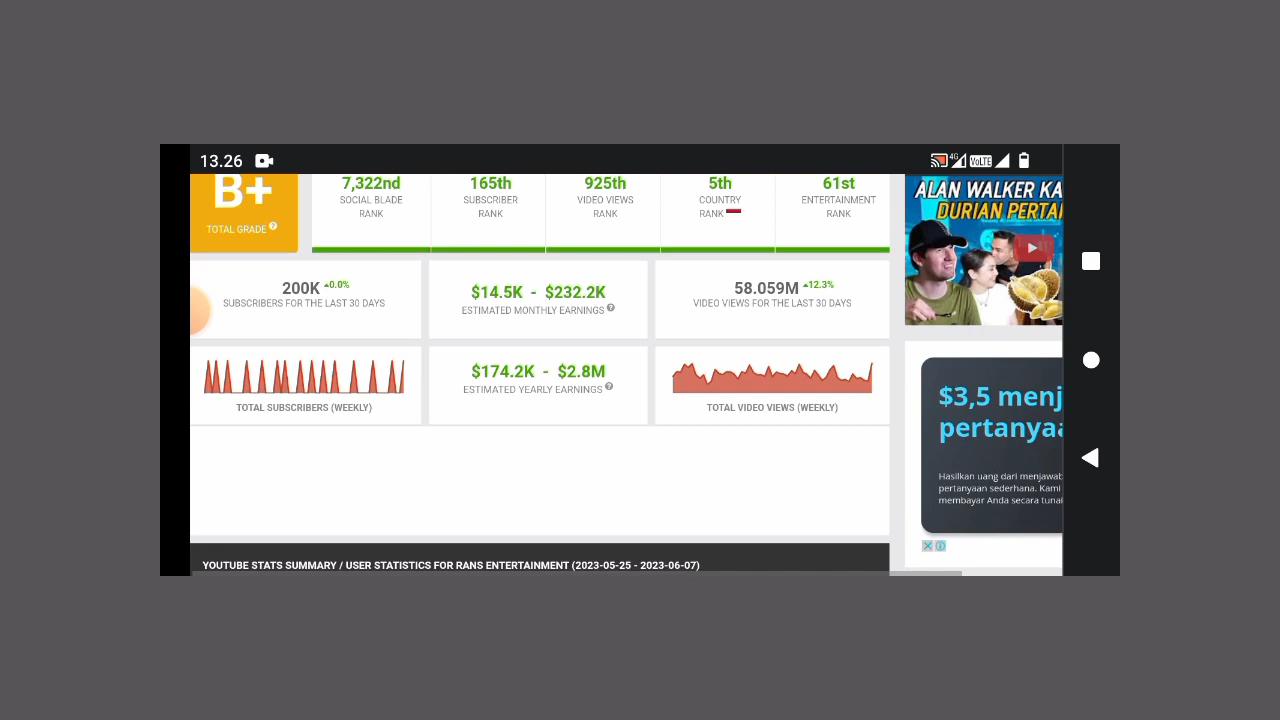 13.26
4G VoLTE
B+
TOTAL GRADE
7,322nd
SOCIAL BLADE
RANK
165th
SUBSCRIBER
RANK
925th
VIDEO VIEWS
RANK
5th
COUNTRY
RANK
61st
ENTERTAINMENT
RANK
200K 0.0%
SUBSCRIBERS FOR THE LAST 30 DAYS
$14.5K - $232.2K
ESTIMATED MONTHLY EARNINGS
58.059M 12.3%
VIDEO VIEWS FOR THE LAST 30 DAYS
TOTAL SUBSCRIBERS (WEEKLY)
$174.2K - $2.8M
ESTIMATED YEARLY EARNINGS
TOTAL VIDEO VIEWS (WEEKLY)
YOUTUBE STATS SUMMARY / USER STATISTICS FOR RANS ENTERTAINMENT (2023-05-25 - 2023-06-07)
ALAN WALKER KA
DURIAN PERTA
$3,5 menj
pertanyaa
Hasilkan uang dari menjawab
pertanyaan sederhana. Kami
membayar Anda secara tunai